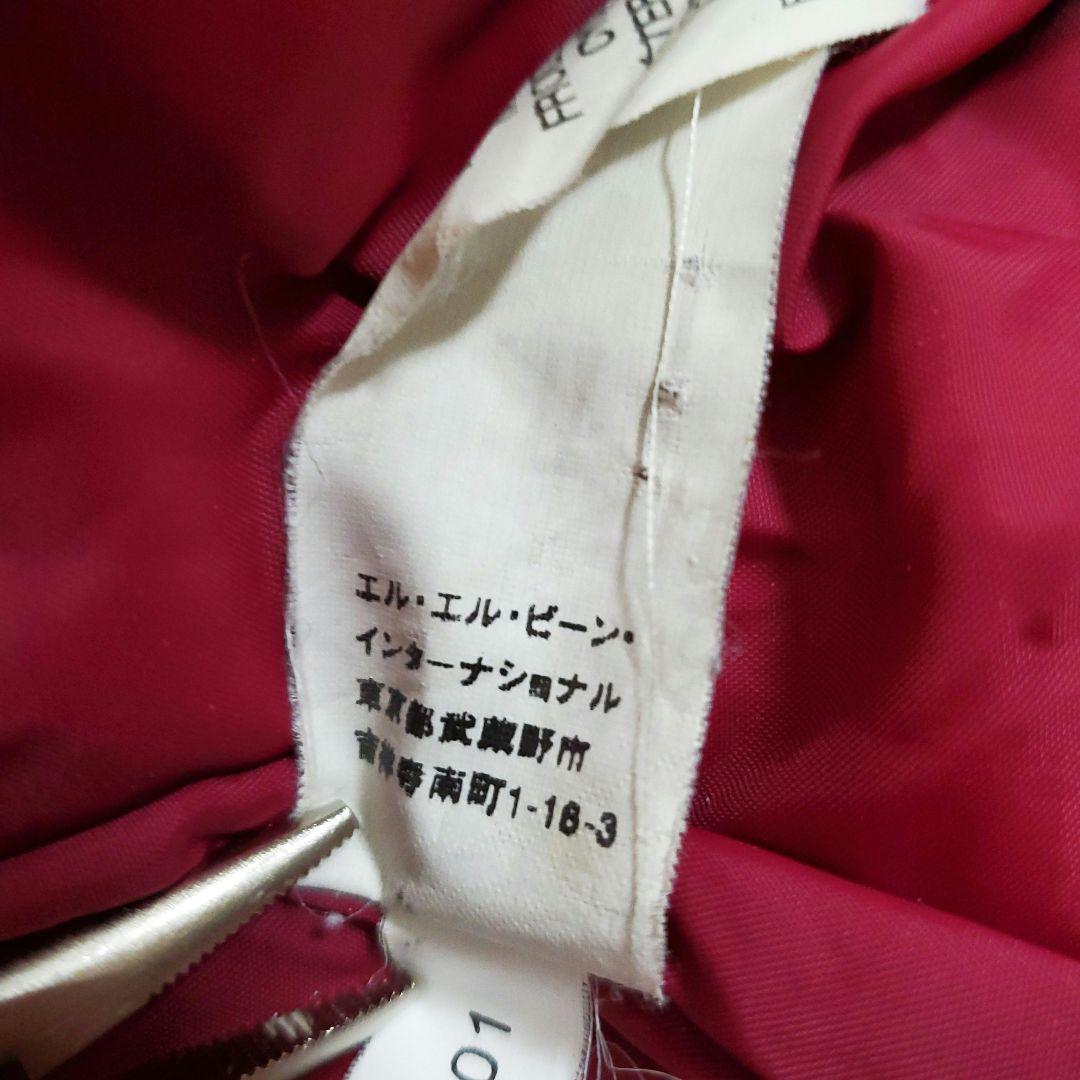 エル・エル・ビーン・
インターナショナル
東京都武蔵野市
吉祥寺南町1-16-3
01